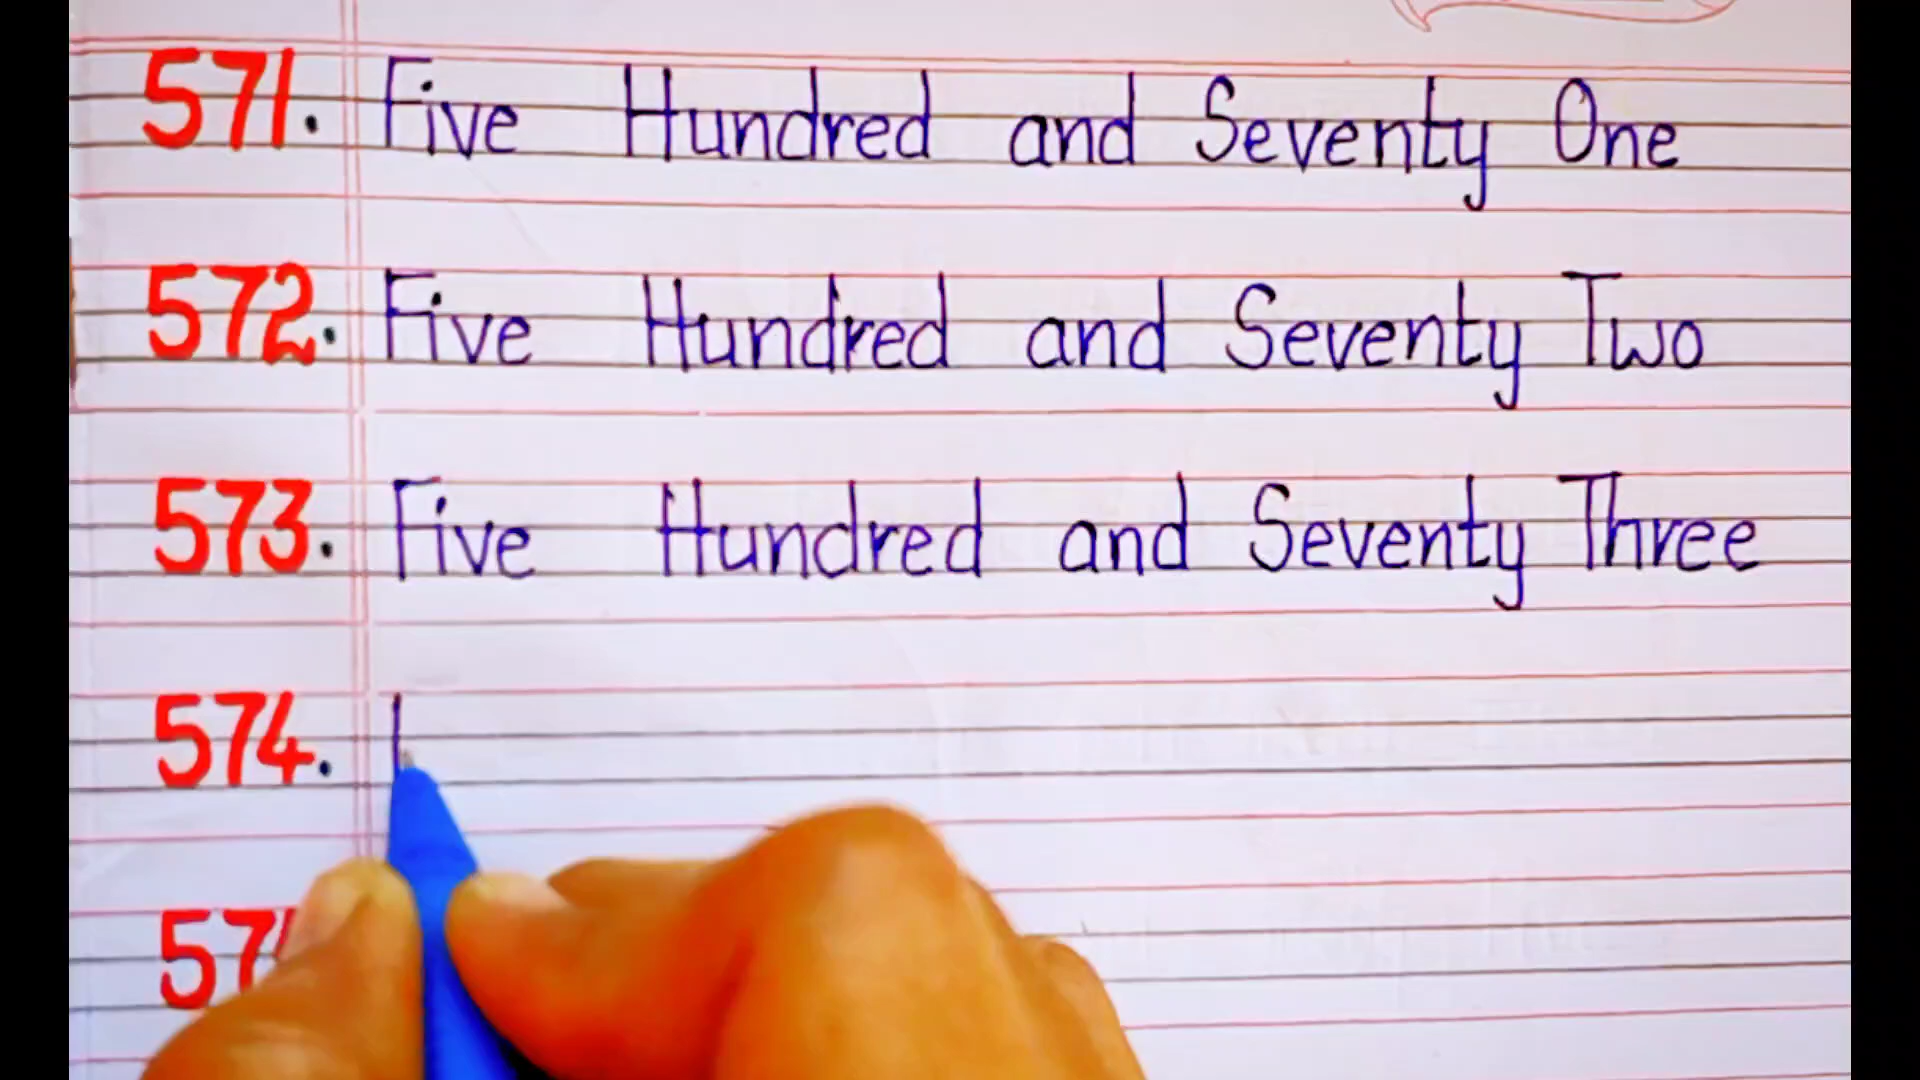 571. Five Hundred and Seventy One
572. Five Hundred and Seventy Two
573. Five Hundred and Seventy Three
574.
57